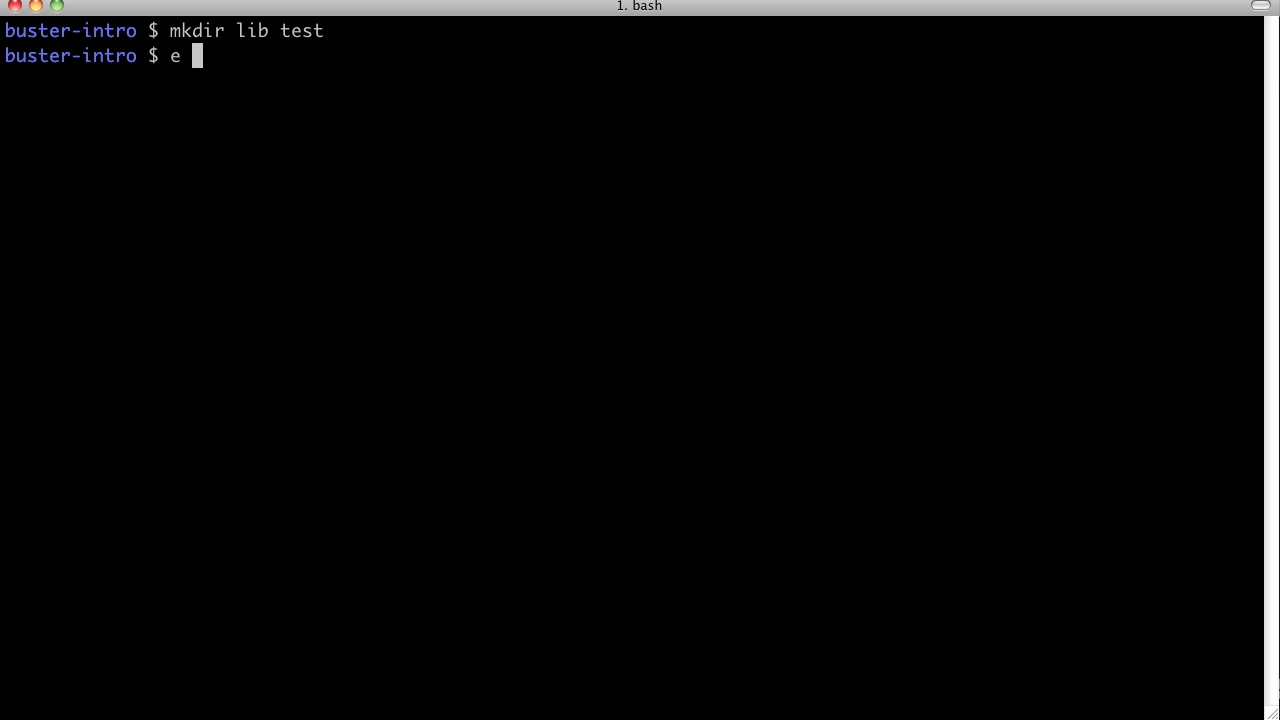 1. bash
buster-intro $ mkdir lib test
buster-intro $ e